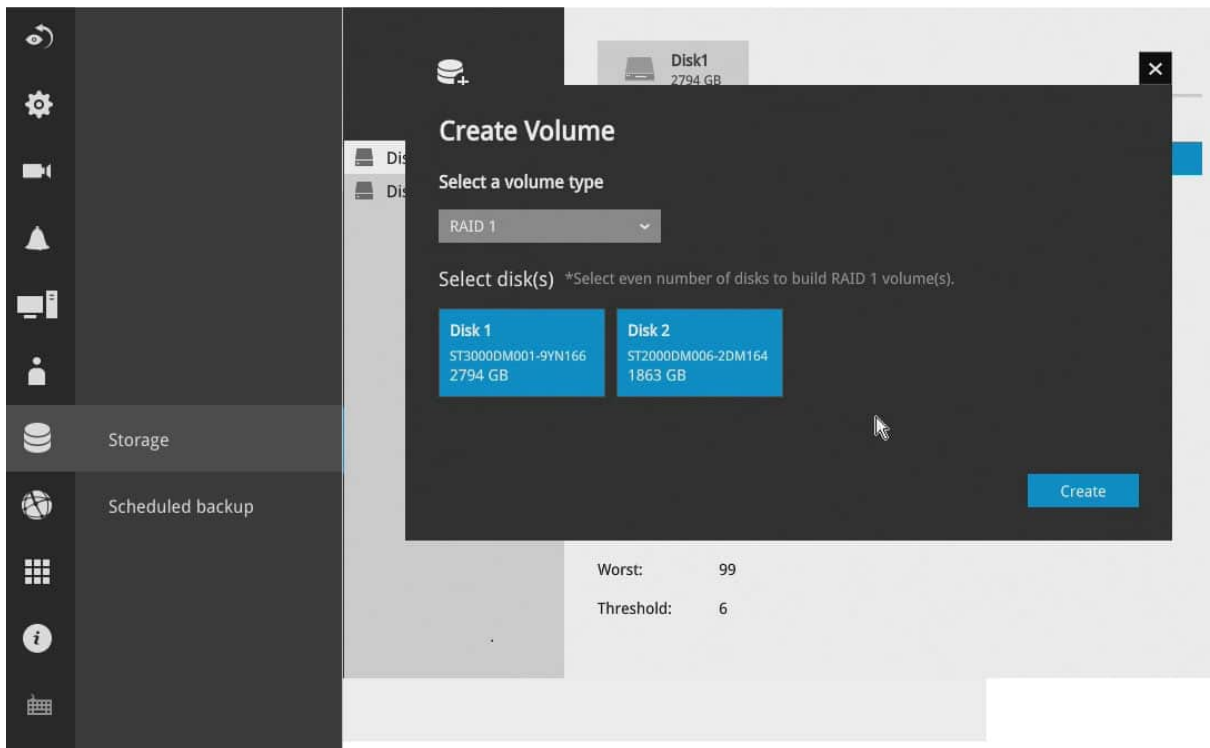 Disk1
2794 GB
Create Volume
Select a volume type
RAID 1
Select disk(s) *Select even number of disks to build RAID 1 volume(s).
Disk 1
ST3000DM001-9YN166
2794 GB
Disk 2
ST2000DM006-2DM164
1863 GB
Create
Dis
Dis
Storage
Scheduled backup
Worst: 99
Threshold: 6